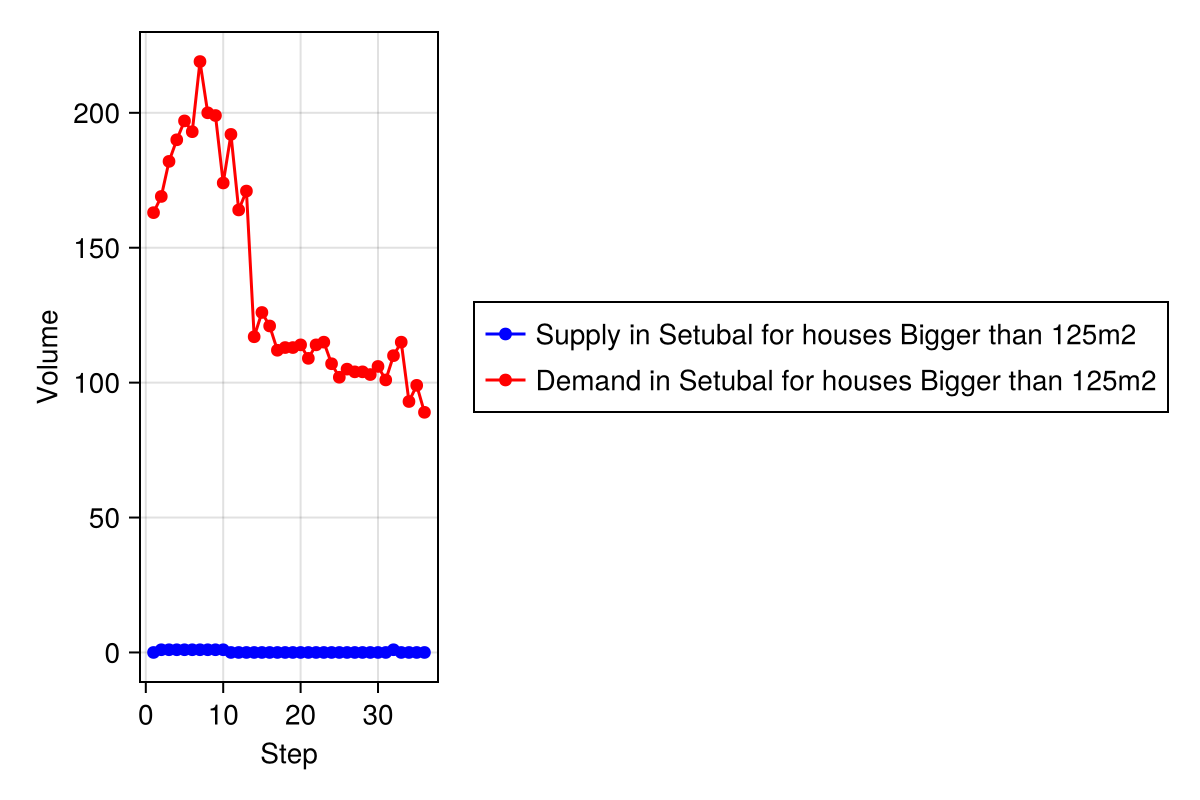 200
150
100
50
0
Volume
0 10 20 30
Step
Supply in Setubal for houses Bigger than 125m2
Demand in Setubal for houses Bigger than 125m2